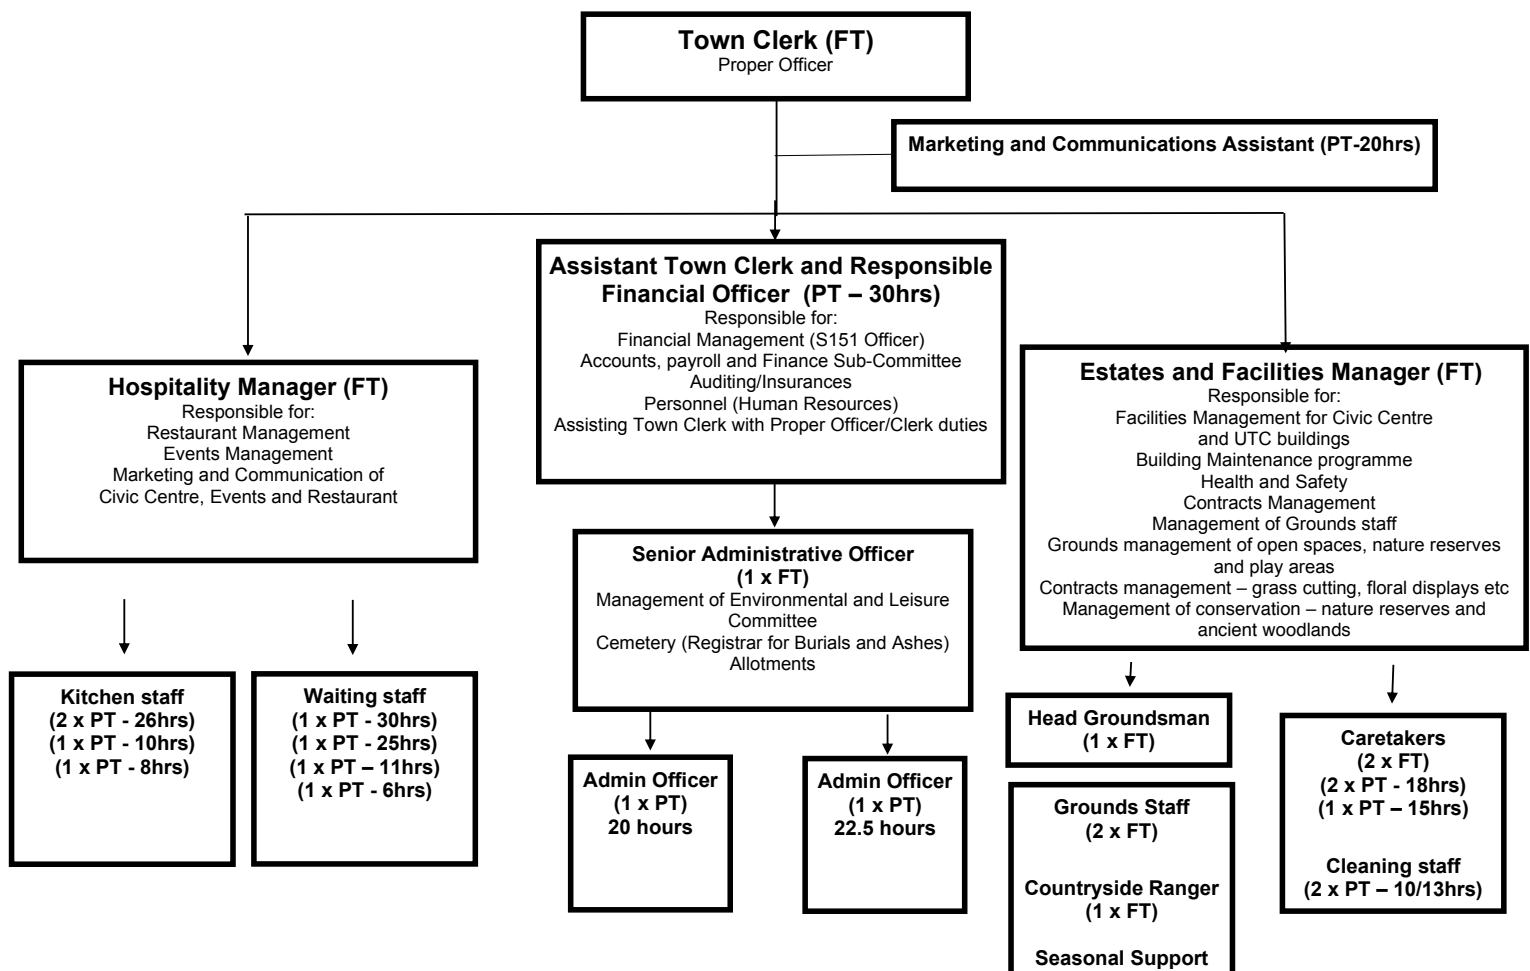 Town Clerk (FT)
Proper Officer
Marketing and Communications Assistant (PT-20hrs)
Assistant Town Clerk and Responsible
Financial Officer (PT – 30hrs)
Responsible for:
Financial Management (S151 Officer)
Accounts, payroll and Finance Sub-Committee
Auditing/Insurances
Personnel (Human Resources)
Assisting Town Clerk with Proper Officer/Clerk duties
Hospitality Manager (FT)
Responsible for:
Restaurant Management
Events Management
Marketing and Communication of
Civic Centre, Events and Restaurant
Estates and Facilities Manager (FT)
Responsible for:
Facilities Management for Civic Centre
and UTC buildings
Building Maintenance programme
Health and Safety
Contracts Management
Management of Grounds staff
Grounds management of open spaces, nature reserves
and play areas
Contracts management – grass cutting, floral displays etc
Management of conservation – nature reserves and
ancient woodlands
Senior Administrative Officer
(1 x FT)
Management of Environmental and Leisure
Committee
Cemetery (Registrar for Burials and Ashes)
Allotments
Kitchen staff
(2 x PT - 26hrs)
(1 x PT - 10hrs)
(1 x PT - 8hrs)
Waiting staff
(1 x PT - 30hrs)
(1 x PT - 25hrs)
(1 x PT – 11hrs)
(1 x PT - 6hrs)
Admin Officer
(1 x PT)
20 hours
Admin Officer
(1 x PT)
22.5 hours
Head Groundsman
(1 x FT)
Grounds Staff
(2 x FT)
Countryside Ranger
(1 x FT)
Seasonal Support
Caretakers
(2 x FT)
(2 x PT - 18hrs)
(1 x PT – 15hrs)
Cleaning staff
(2 x PT – 10/13hrs)